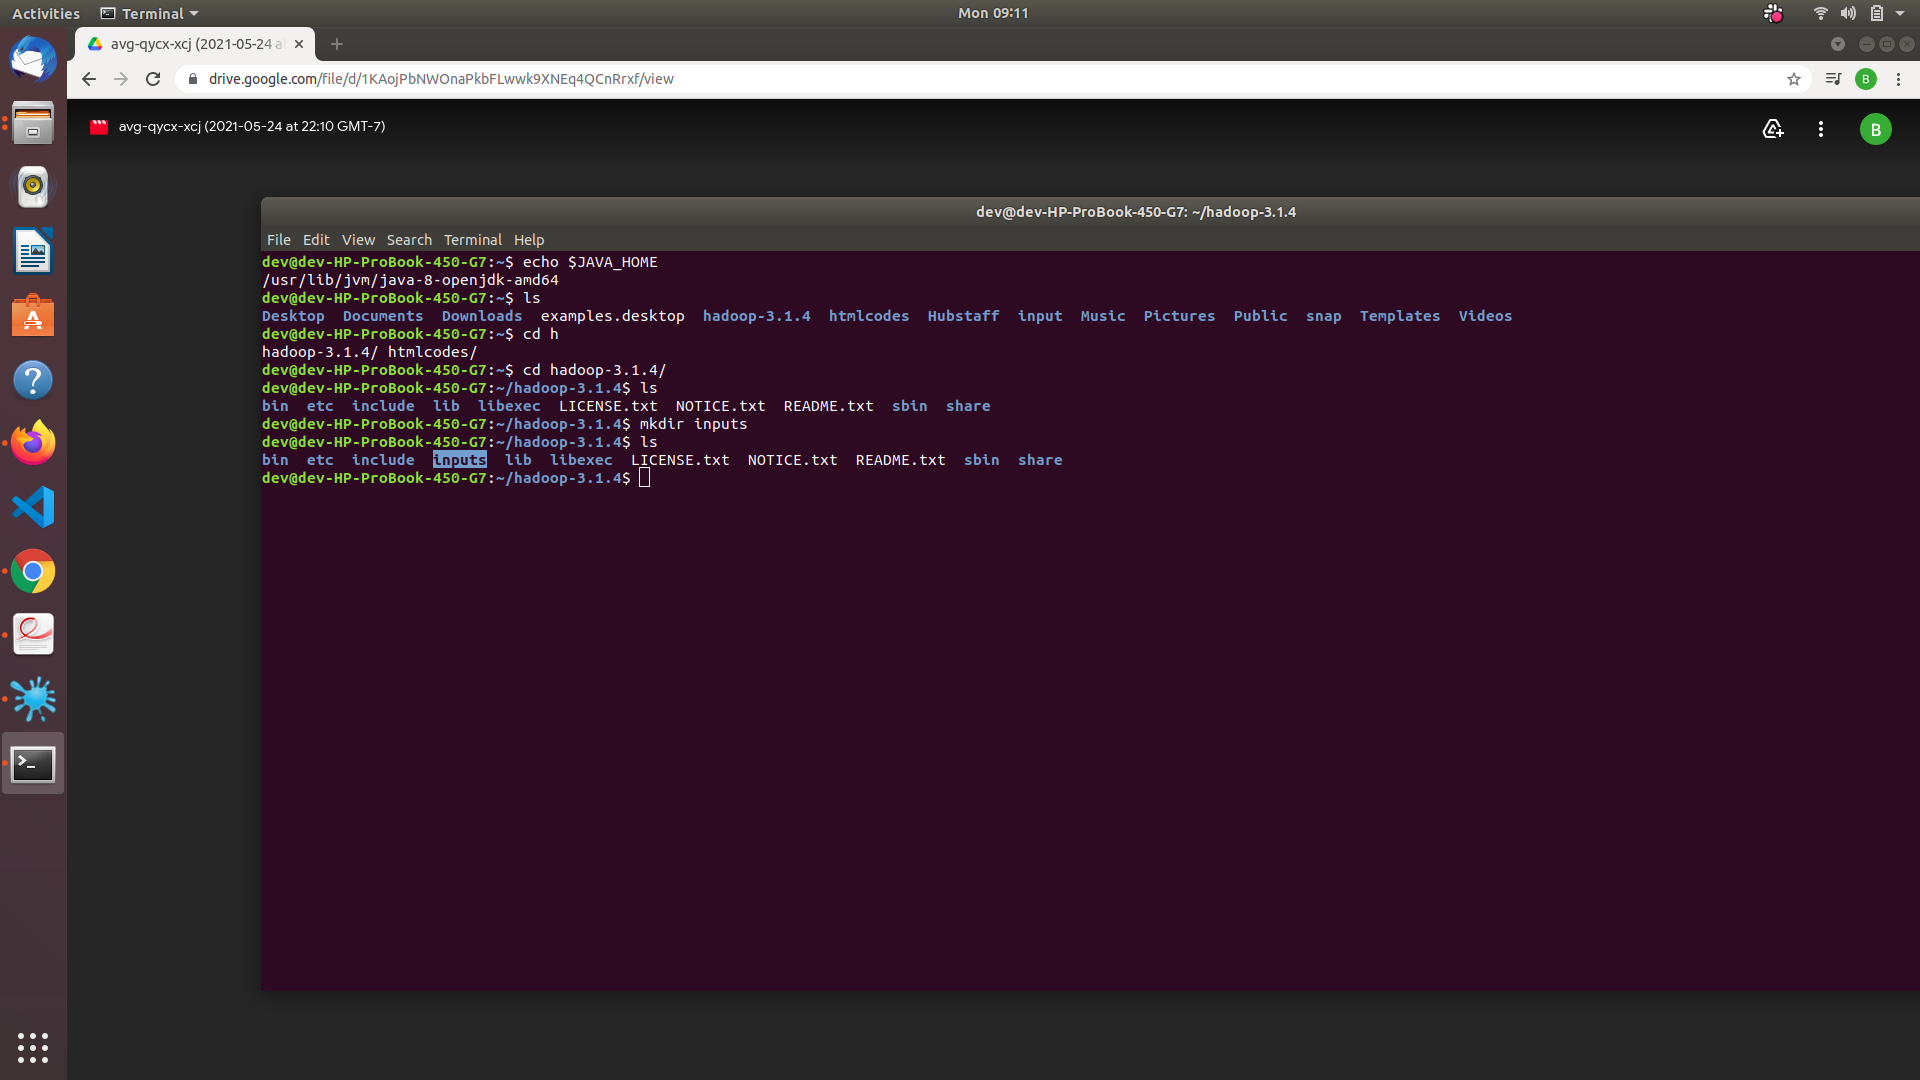 Activities Terminal Mon 09:11
avg-qycx-xcj (2021-05-24 a
drive.google.com/file/d/1KAojPbNWOnaPkbFLwwk9XNEq4QCnRrxf/view B
avg-qycx-xcj (2021-05-24 at 22:10 GMT-7) B
dev@dev-HP-ProBook-450-G7: ~/hadoop-3.1.4
File Edit View Search Terminal Help
dev@dev-HP-ProBook-450-G7:~$ echo $JAVA_HOME
/usr/lib/jvm/java-8-openjdk-amd64
dev@dev-HP-ProBook-450-G7:~$ ls
Desktop Documents Downloads examples.desktop hadoop-3.1.4 htmlcodes Hubstaff input Music Pictures Public snap Templates Videos
dev@dev-HP-ProBook-450-G7:~$ cd h
hadoop-3.1.4/ htmlcodes/
dev@dev-HP-ProBook-450-G7:~$ cd hadoop-3.1.4/
dev@dev-HP-ProBook-450-G7:~/hadoop-3.1.4$ ls
bin etc include lib libexec LICENSE.txt NOTICE.txt README.txt sbin share
dev@dev-HP-ProBook-450-G7:~/hadoop-3.1.4$ mkdir inputs
dev@dev-HP-ProBook-450-G7:~/hadoop-3.1.4$ ls
bin etc include inputs lib libexec LICENSE.txt NOTICE.txt README.txt sbin share
dev@dev-HP-ProBook-450-G7:~/hadoop-3.1.4$